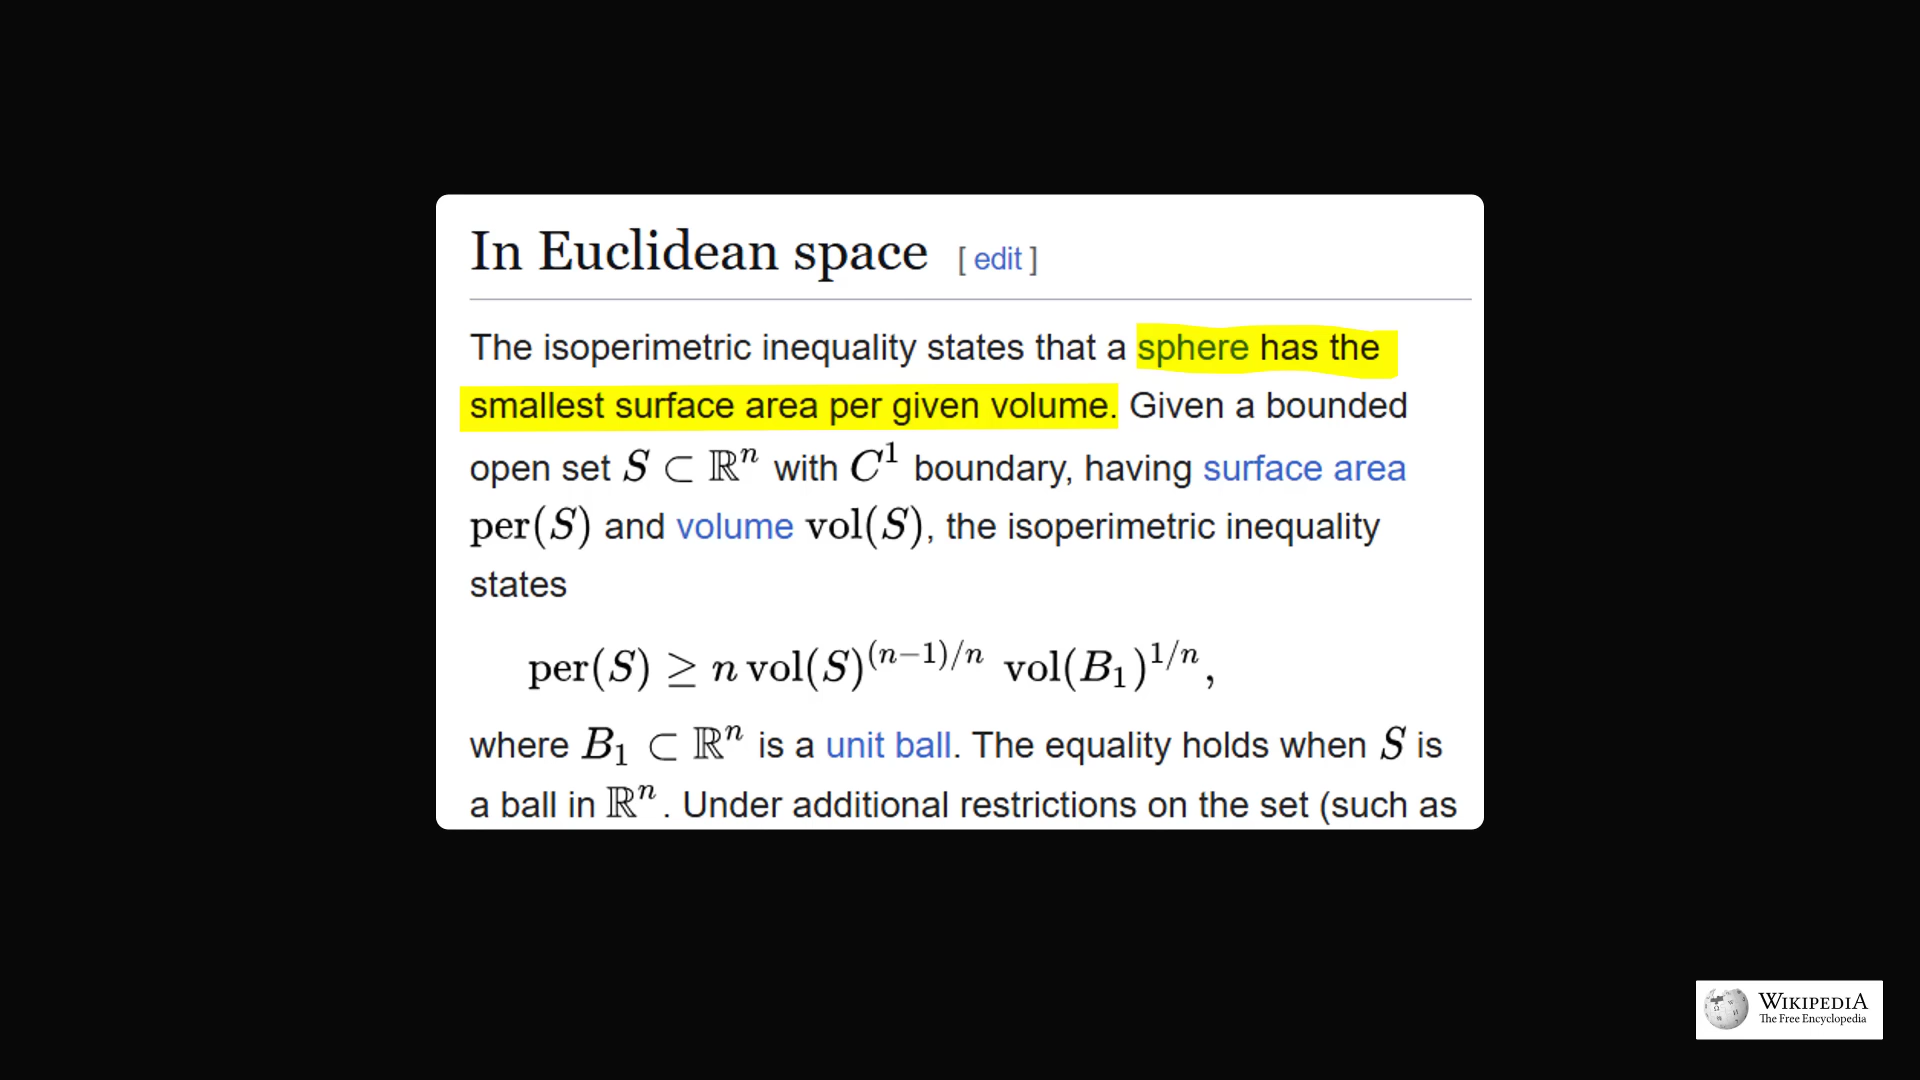 In Euclidean space [ edit ]
The isoperimetric inequality states that a sphere has the
smallest surface area per given volume. Given a bounded
open set S ⊂ ℝⁿ with C¹ boundary, having surface area
per(S) and volume vol(S), the isoperimetric inequality
states
per(S) ≥ n vol(S)^{(n−1)/n} vol(B₁)^{1/n},
where B₁ ⊂ ℝⁿ is a unit ball. The equality holds when S is
a ball in ℝⁿ. Under additional restrictions on the set (such as
WIKIPEDIA
The Free Encyclopedia